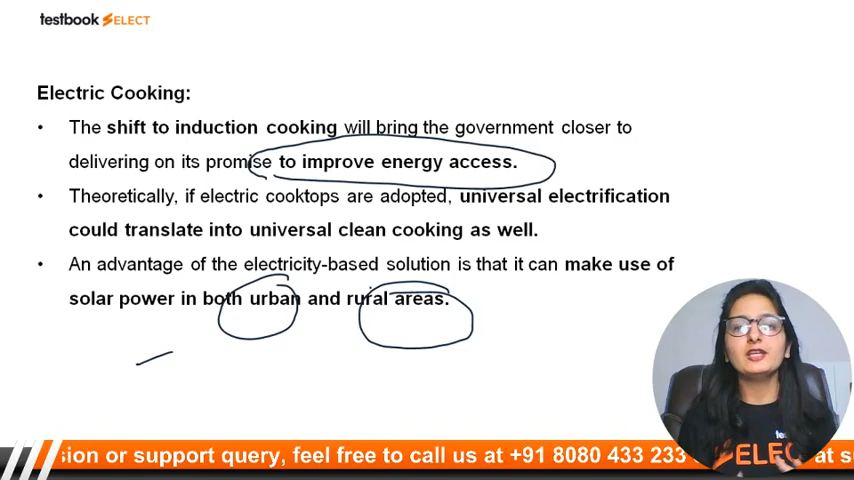 testbook SELECT
Electric Cooking:
• The shift to induction cooking will bring the government closer to
delivering on its promise to improve energy access.
• Theoretically, if electric cooktops are adopted, universal electrification
could translate into universal clean cooking as well.
• An advantage of the electricity-based solution is that it can make use of
solar power in both urban and rural areas.
sion or support query, feel free to call us at +91 8080 433 233 at su
SELEC